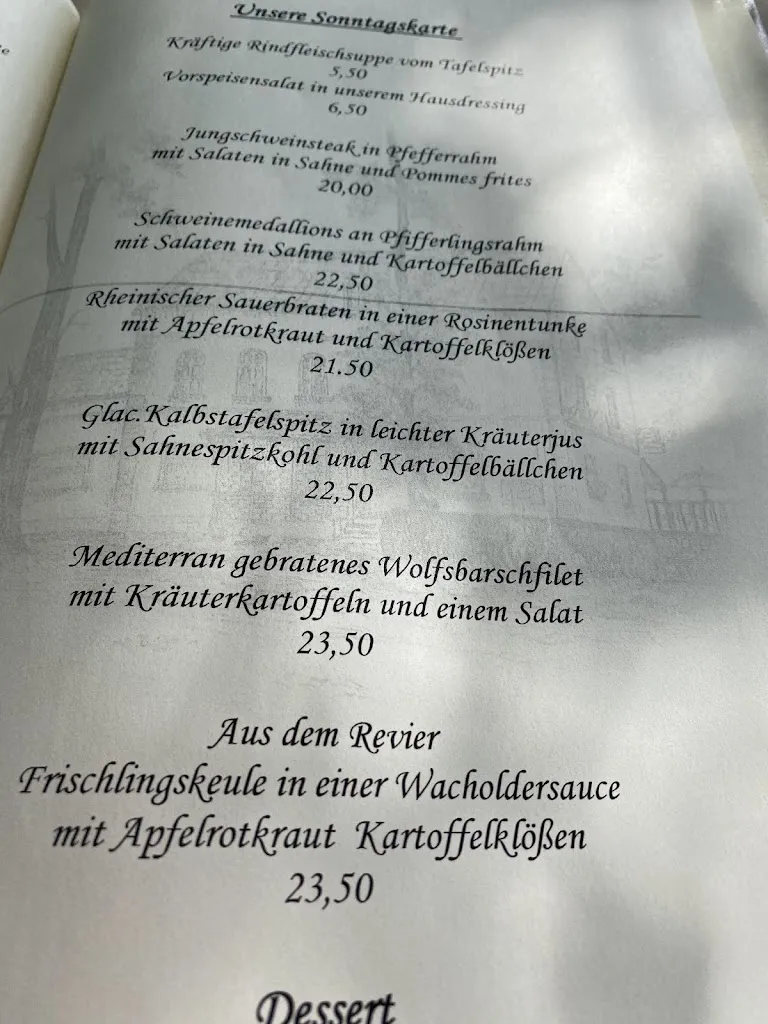 Unsere Sonntagskarte
Kräftige Rindfleischsuppe vom Tafelspitz
5,50
Vorspeisensalat in unserem Hausdressing
6,50
Jungschweinsteak in Pfefferrahm
mit Salaten in Sahne und Pommes frites
20,00
Schweinemedallions an Pfifferlingsrahm
mit Salaten in Sahne und Kartoffelbällchen
22,50
Rheinischer Sauerbraten in einer Rosinentunke
mit Apfelrotkraut und Kartoffelklößen
21.50
Glac. Kalbstafelspitz in leichter Kräuterjus
mit Sahnespitzkohl und Kartoffelbällchen
22,50
Mediterran gebratenes Wolfsbarschfilet
mit Kräuterkartoffeln und einem Salat
23,50
Aus dem Revier
Frischlingskeule in einer Wacholdersauce
mit Apfelrotkraut Kartoffelklößen
23,50
Dessert